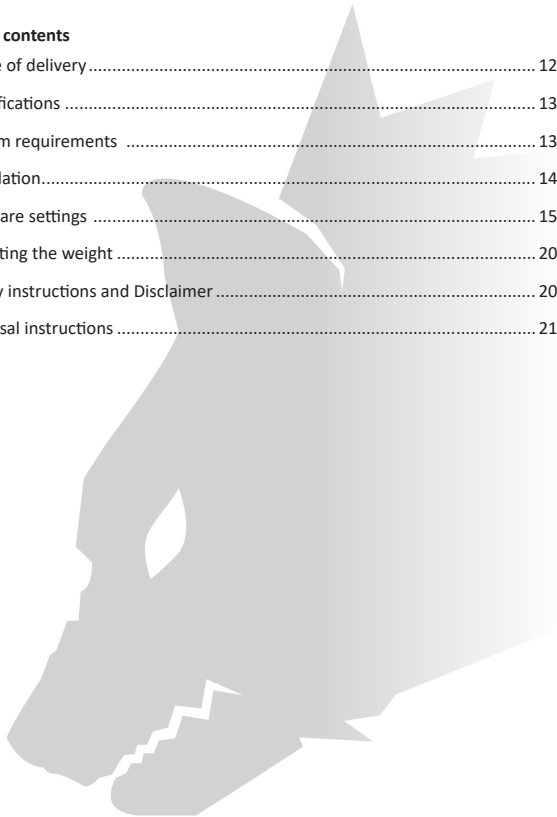 contents
e of delivery ........ 12
fications ........ 13
m requirements ........ 13
lation ........ 14
are settings ........ 15
ting the weight ........ 20
y instructions and Disclaimer ........ 20
sal instructions ........ 21